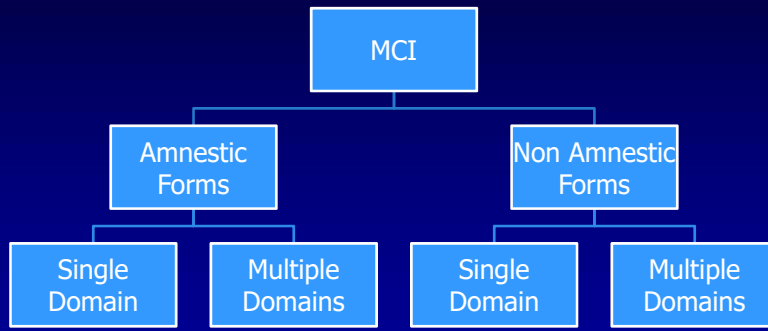 MCI
Amnestic
Forms
Non Amnestic
Forms
Single
Domain
Multiple
Domains
Single
Domain
Multiple
Domains